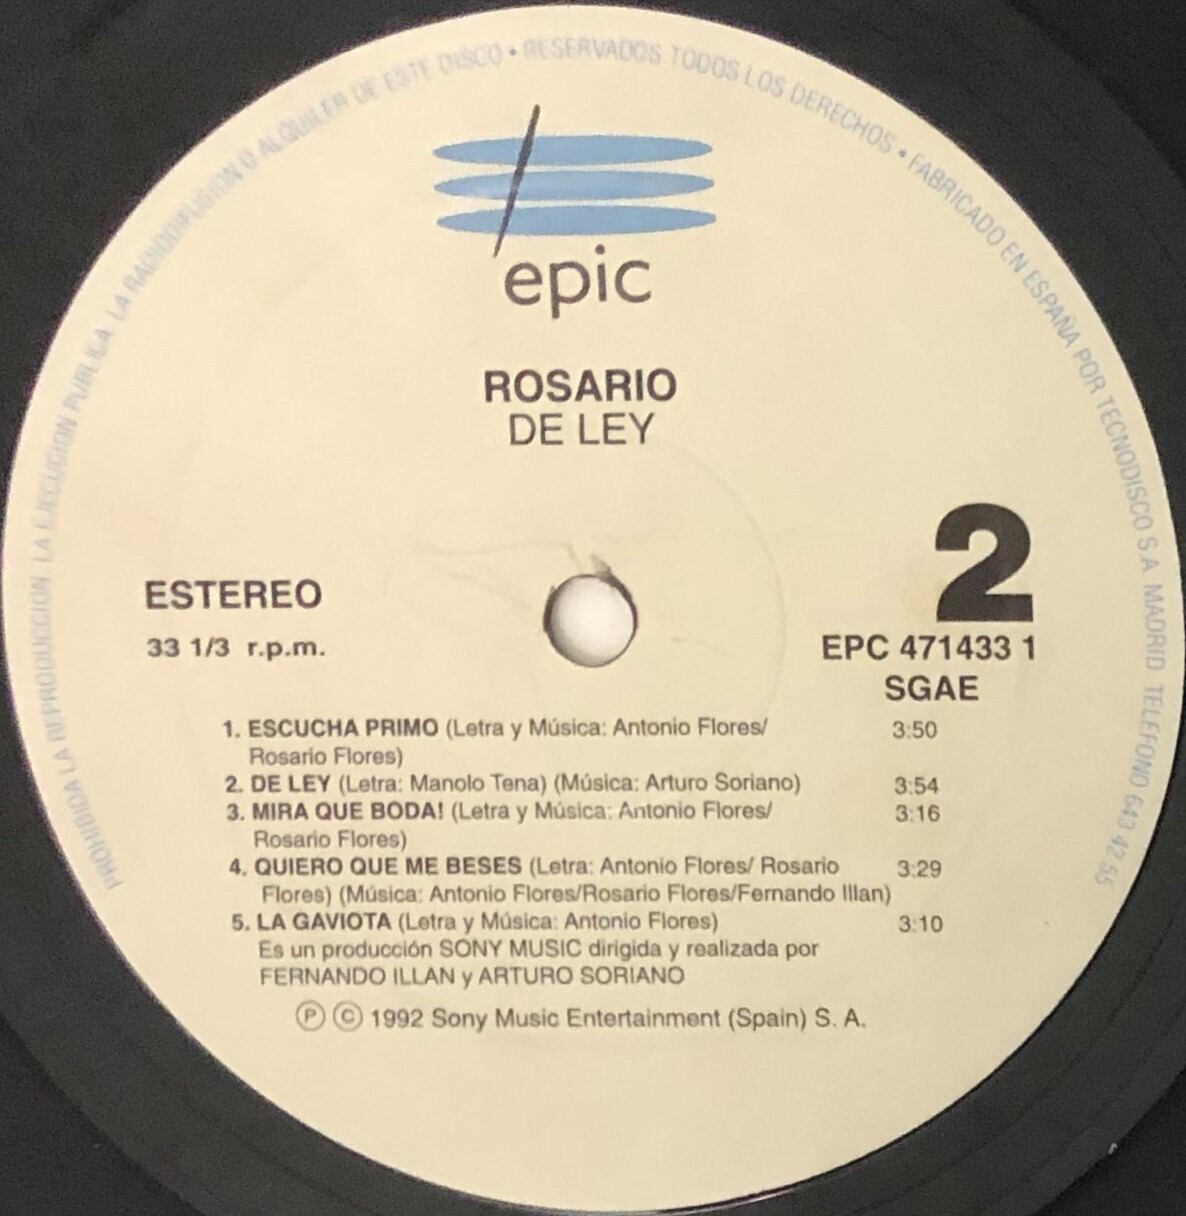 PROHIBIDA LA REPRODUCCION. LA EJECUCION PUBLICA. LA RADIODIFUCION O ALQUILER DE ESTE DISCO • RESERVADOS TODOS LOS DERECHOS • FABRICADO EN ESPAÑA POR TECNODISCO S.A MADRID TELEFONO 643 42 55
epic
ROSARIO
DE LEY
2
ESTEREO
33 1/3 r.p.m.
EPC 471433 1
SGAE
1. ESCUCHA PRIMO (Letra y Música: Antonio Flores/ 3:50
Rosario Flores)
2. DE LEY (Letra: Manolo Tena) (Música: Arturo Soriano) 3:54
3. MIRA QUE BODA! (Letra y Música: Antonio Flores/ 3:16
Rosario Flores)
4. QUIERO QUE ME BESES (Letra: Antonio Flores/ Rosario 3:29
Flores) (Música: Antonio Flores/Rosario Flores/Fernando Illan)
5. LA GAVIOTA (Letra y Música: Antonio Flores) 3:10
Es un producción SONY MUSIC dirigida y realizada por
FERNANDO ILLAN y ARTURO SORIANO
Ⓟ Ⓒ 1992 Sony Music Entertainment (Spain) S. A.